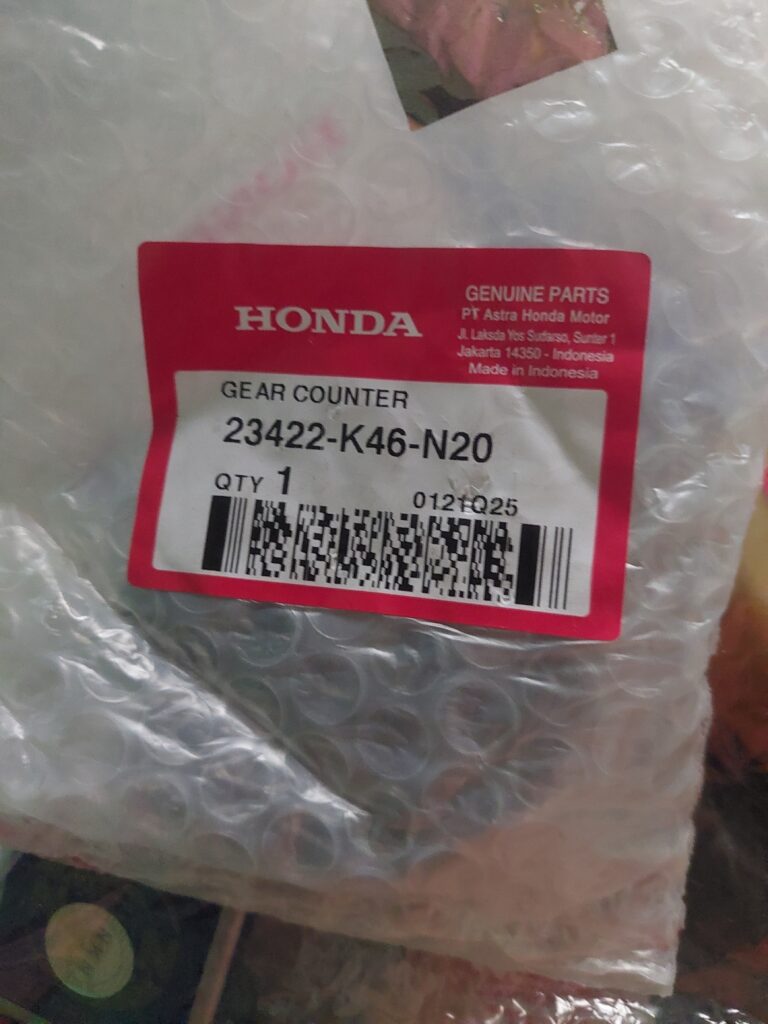 HONDA
GENUINE PARTS
PT Astra Honda Motor
Jl. Laksda Yos Sudarso, Sunter 1
Jakarta 14350 - Indonesia
Made in Indonesia
GEAR COUNTER
23422-K46-N20
QTY 1
0121Q25